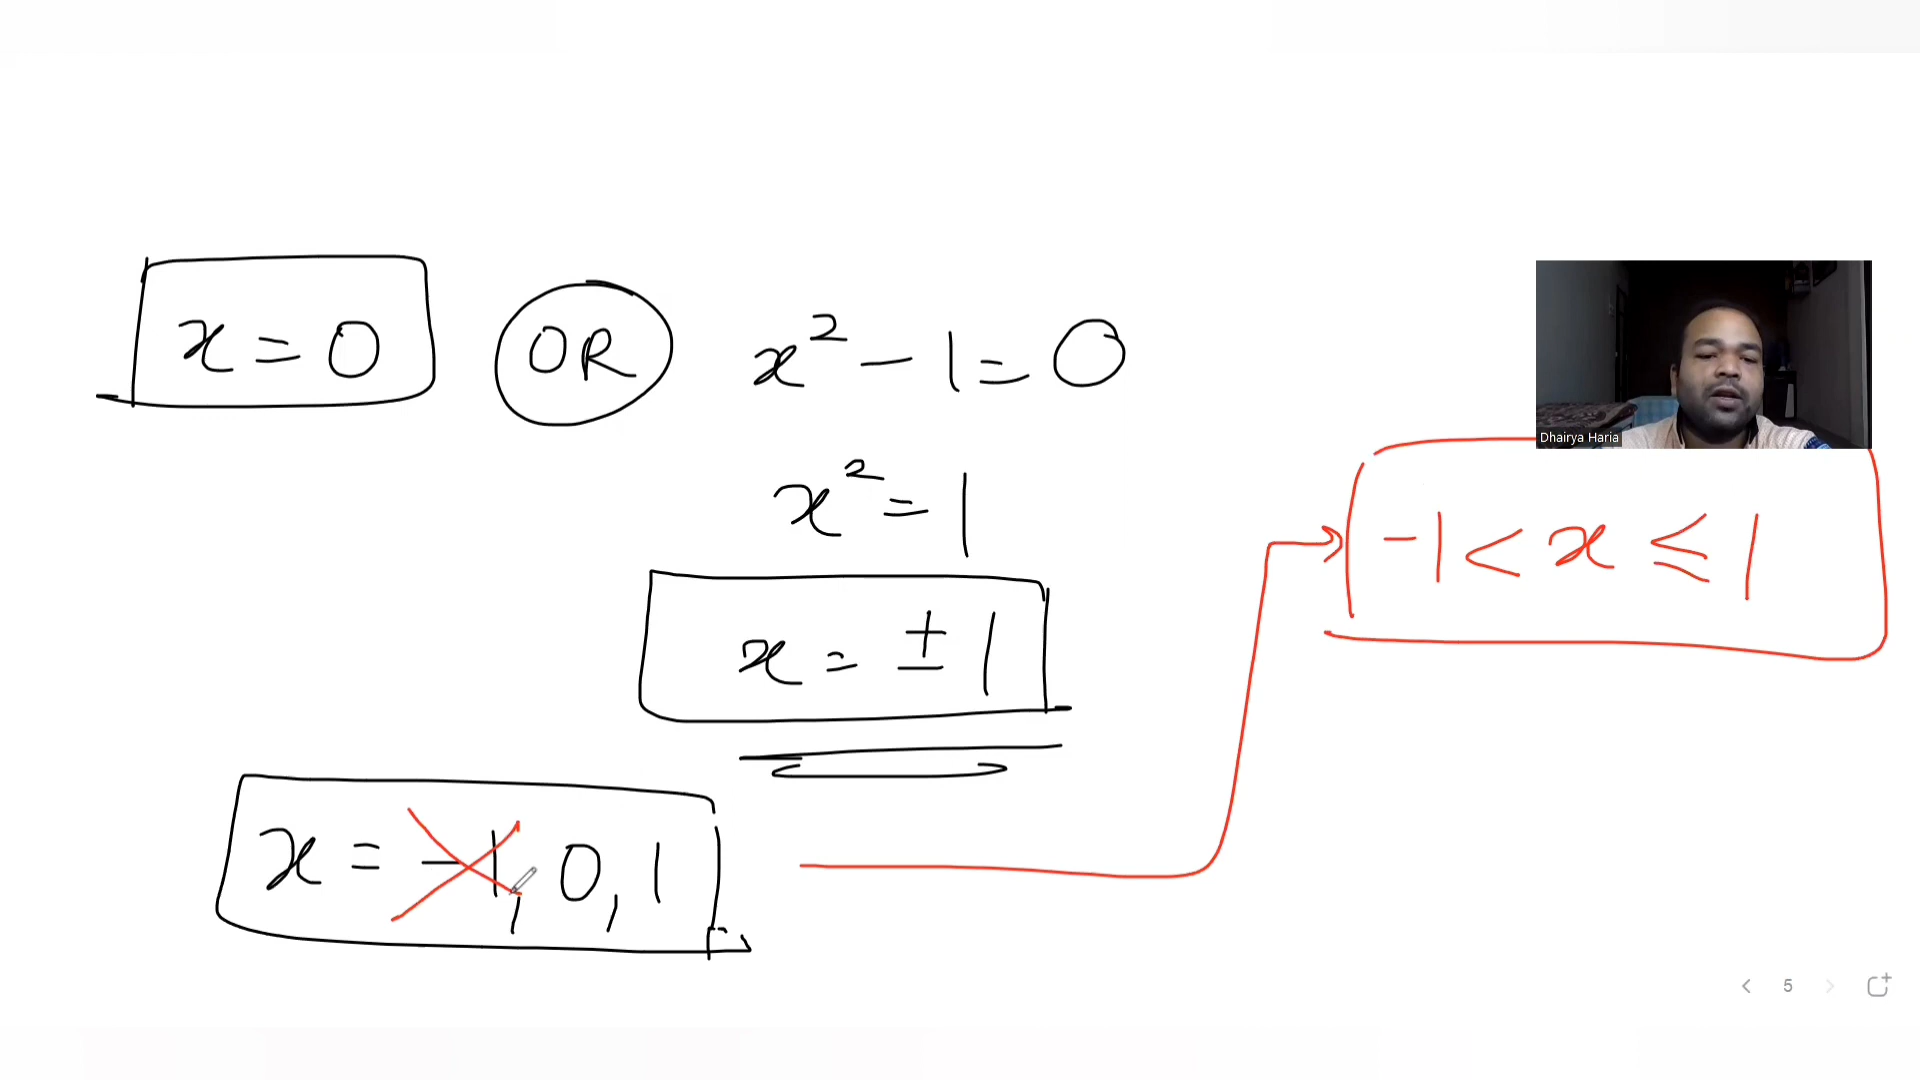 x = 0 OR x² - 1 = 0
Dhairya Haria
x² = 1
-1 < x ≤ 1
x = ± 1
x = -1, 0, 1
5